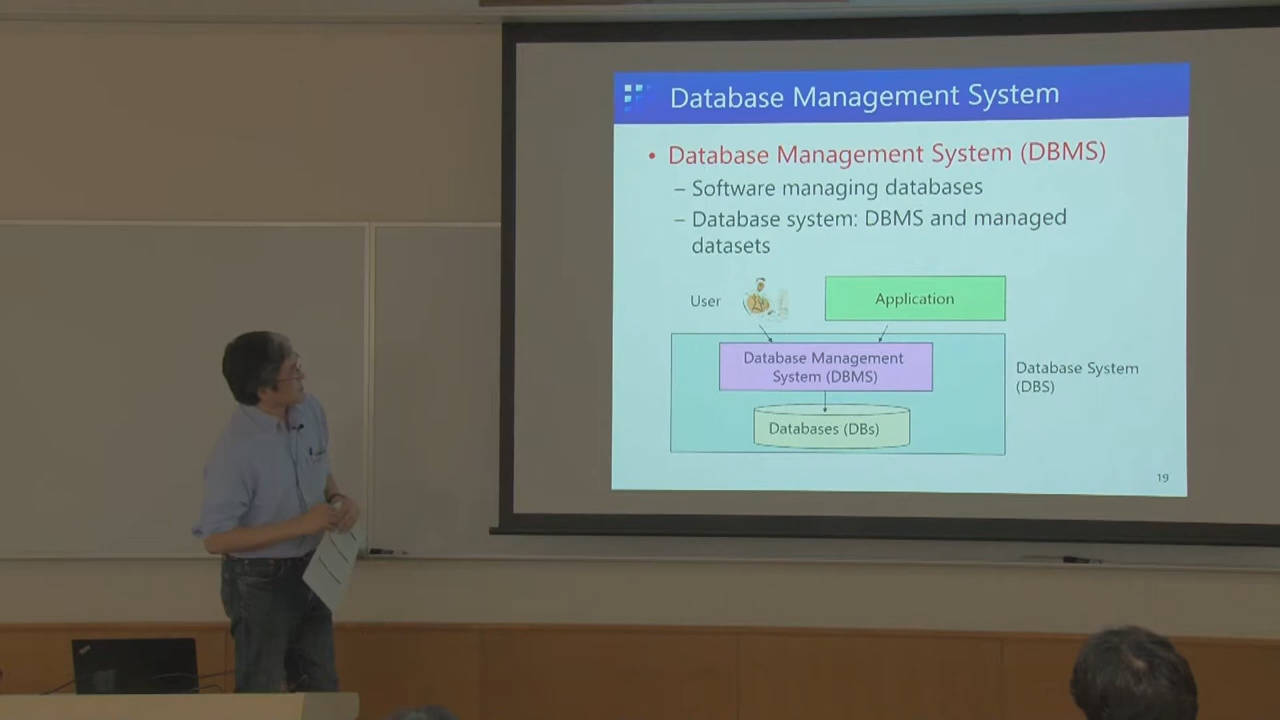 Database Management System
• Database Management System (DBMS)
– Software managing databases
– Database system: DBMS and managed
datasets
User
Application
Database Management
System (DBMS)
Database System
(DBS)
Databases (DBs)
19